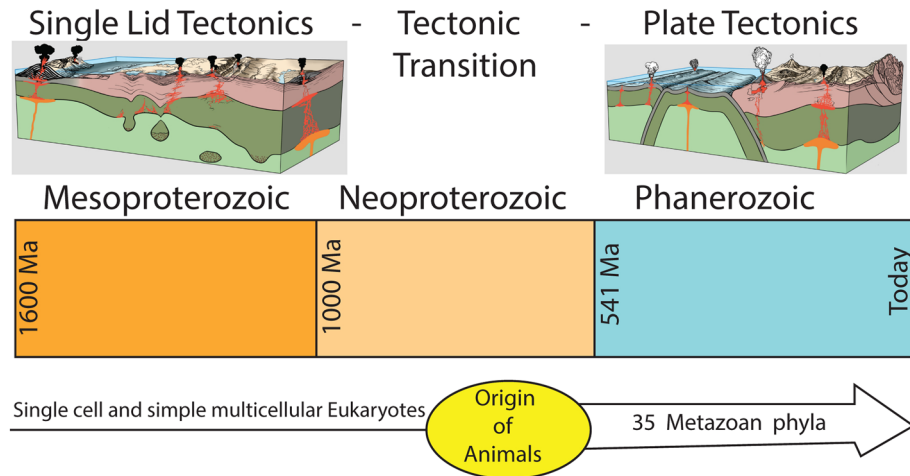 Single Lid Tectonics - Tectonic Transition - Plate Tectonics
Mesoproterozoic Neoproterozoic Phanerozoic
1600 Ma
1000 Ma
541 Ma
Today
Single cell and simple multicellular Eukaryotes
Origin
of
Animals
35 Metazoan phyla